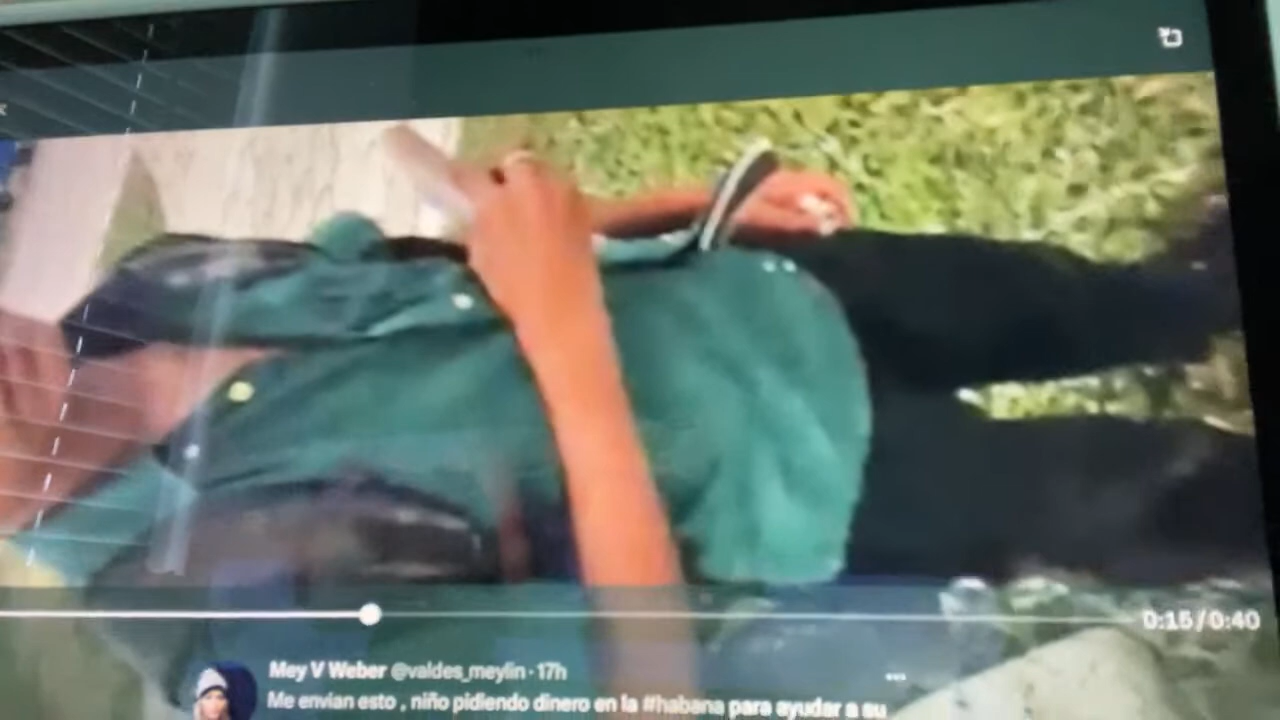 0:15 / 0:40
Mey V Weber @valdes_meylin · 17h
Me envian esto , niño pidiendo dinero en la #habana para ayudar a su